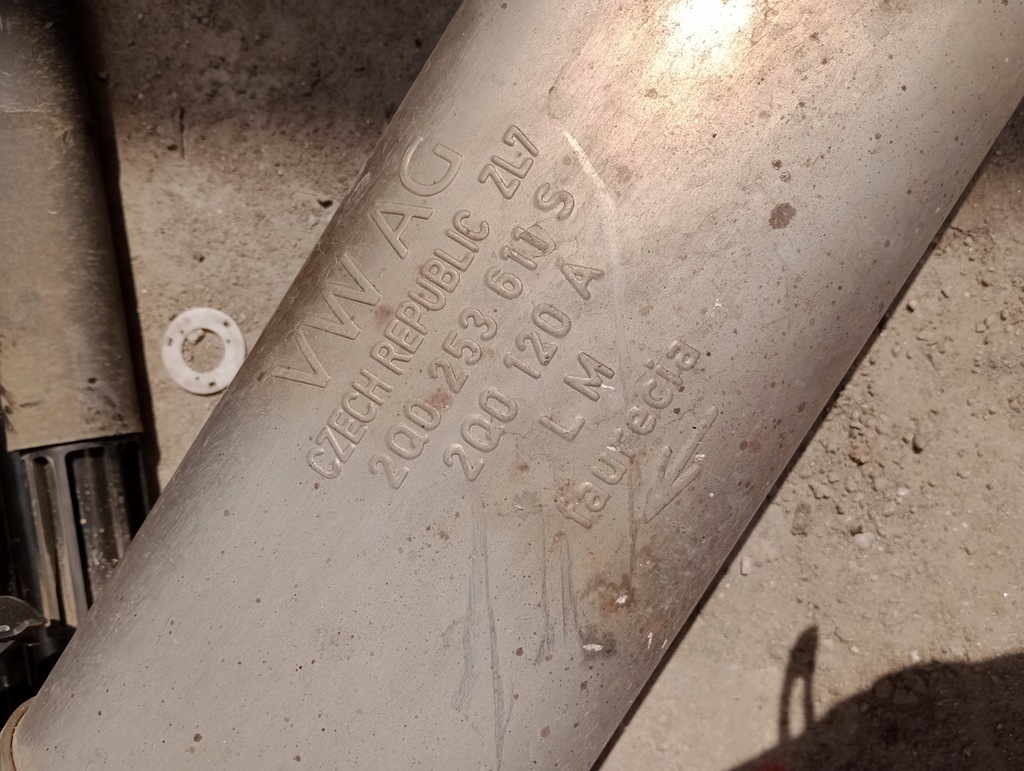 VW AG
CZECH REPUBLIC ZL7
2Q0.253.611 S
2Q0 120 A
L M
faurecia